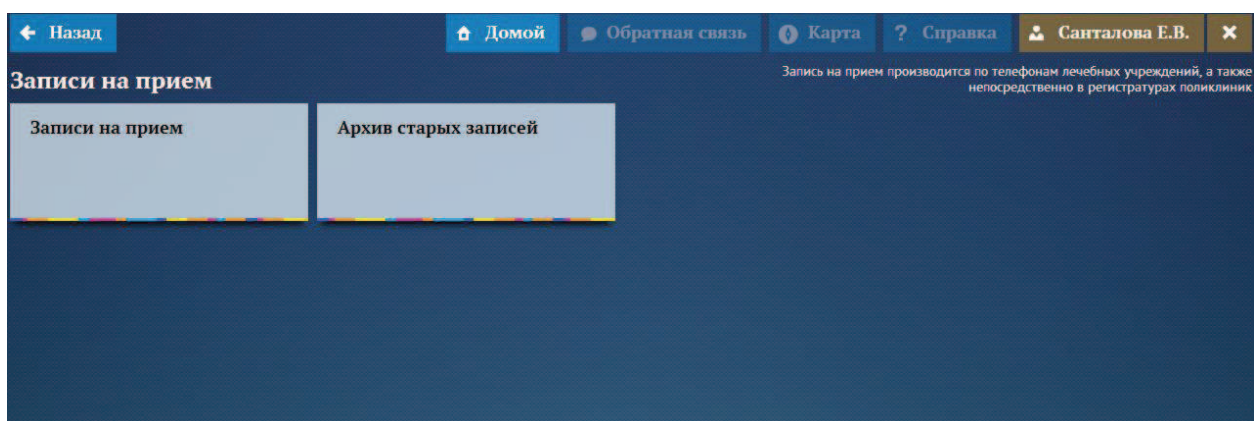 Назад
Домой
Обратная связь
Карта
? Справка
Санталова Е.В.
Записи на прием
Запись на прием производится по телефонам лечебных учреждений, а также
непосредственно в регистратурах поликлиник
Записи на прием
Архив старых записей